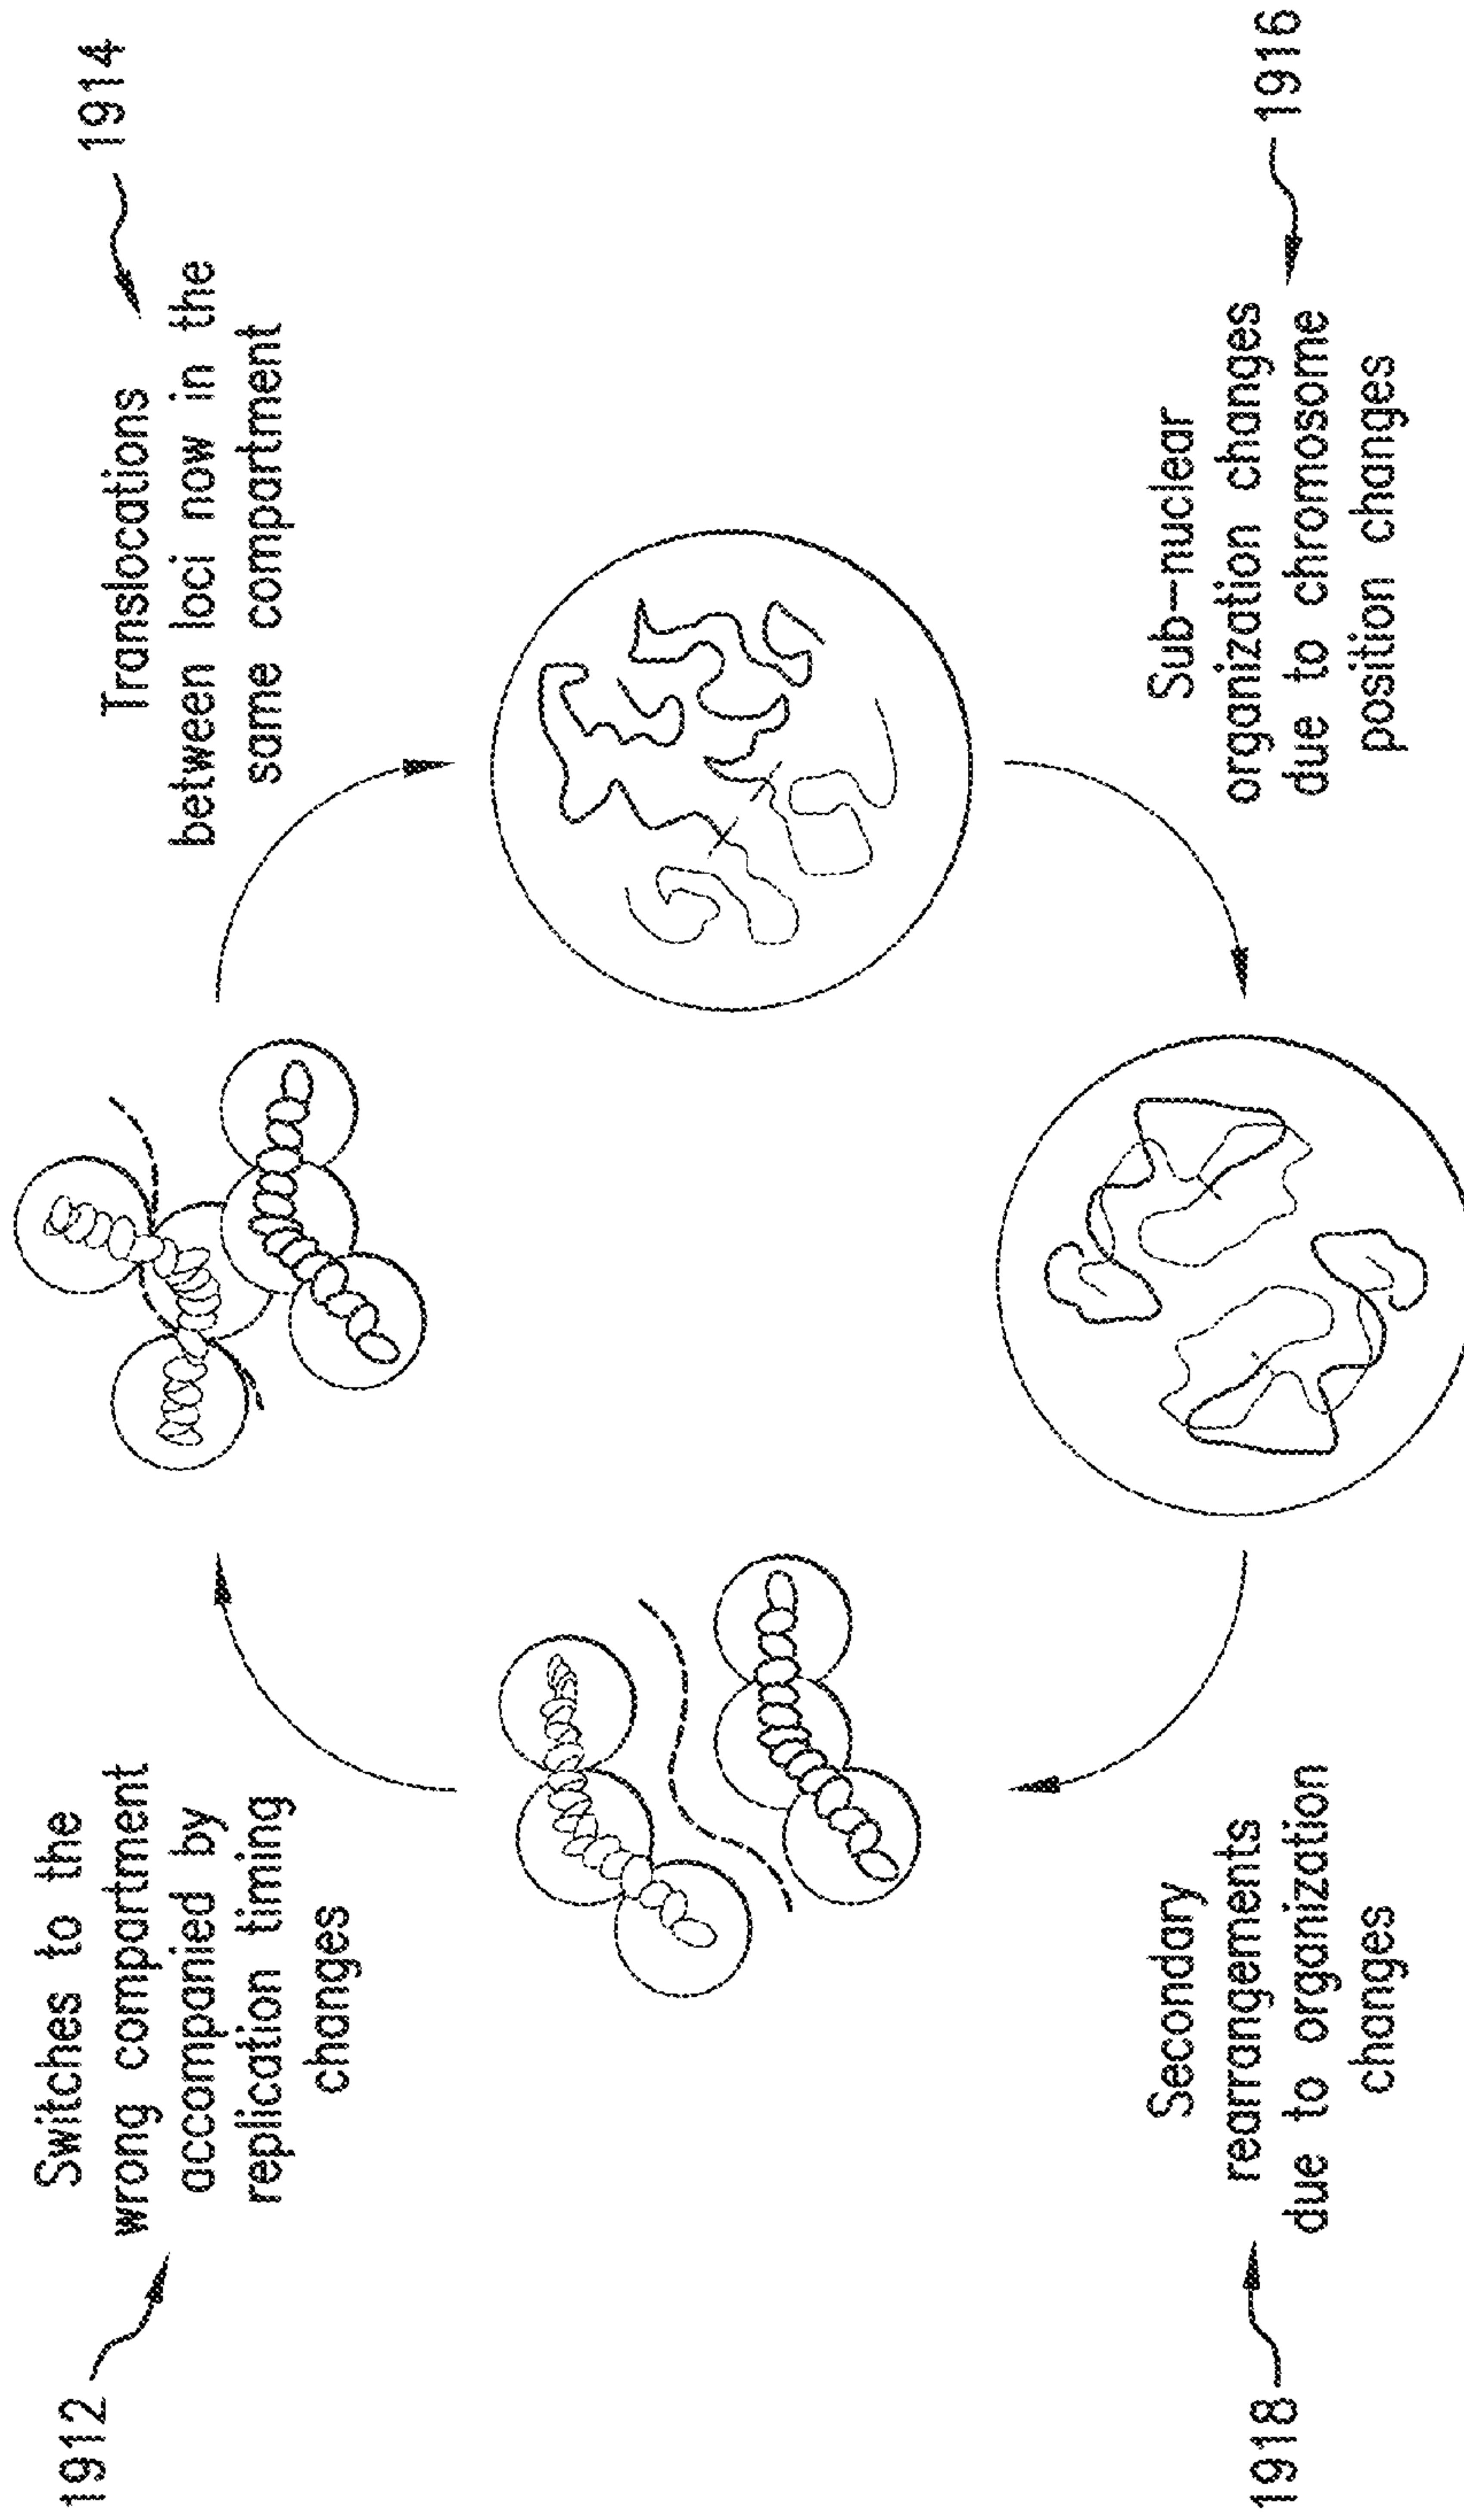 1912
Switches to the
wrong compartment
accompanied by
replication timing
changes
1914
Translocations
between loci now in the
same compartment
1918
Secondary
rearrangements
due to organization
changes
1916
Sub-nuclear
organization changes
due to chromosome
position changes